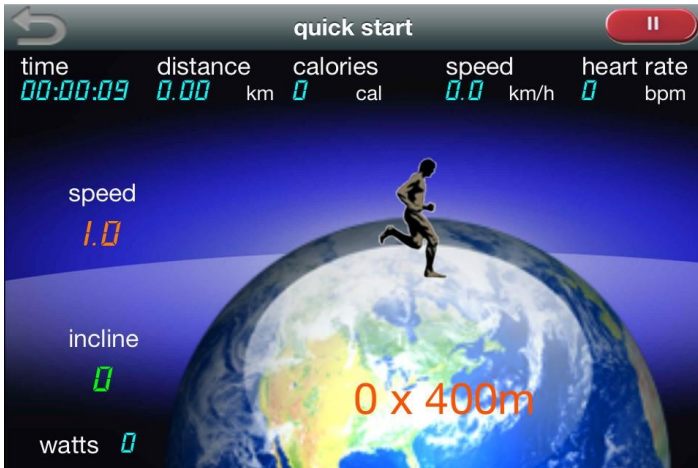 quick start
time distance calories speed heart rate
00:00:09 0.00 km 0 cal 0.0 km/h 0 bpm
speed
1.0
incline
0
0 x 400m
watts 0